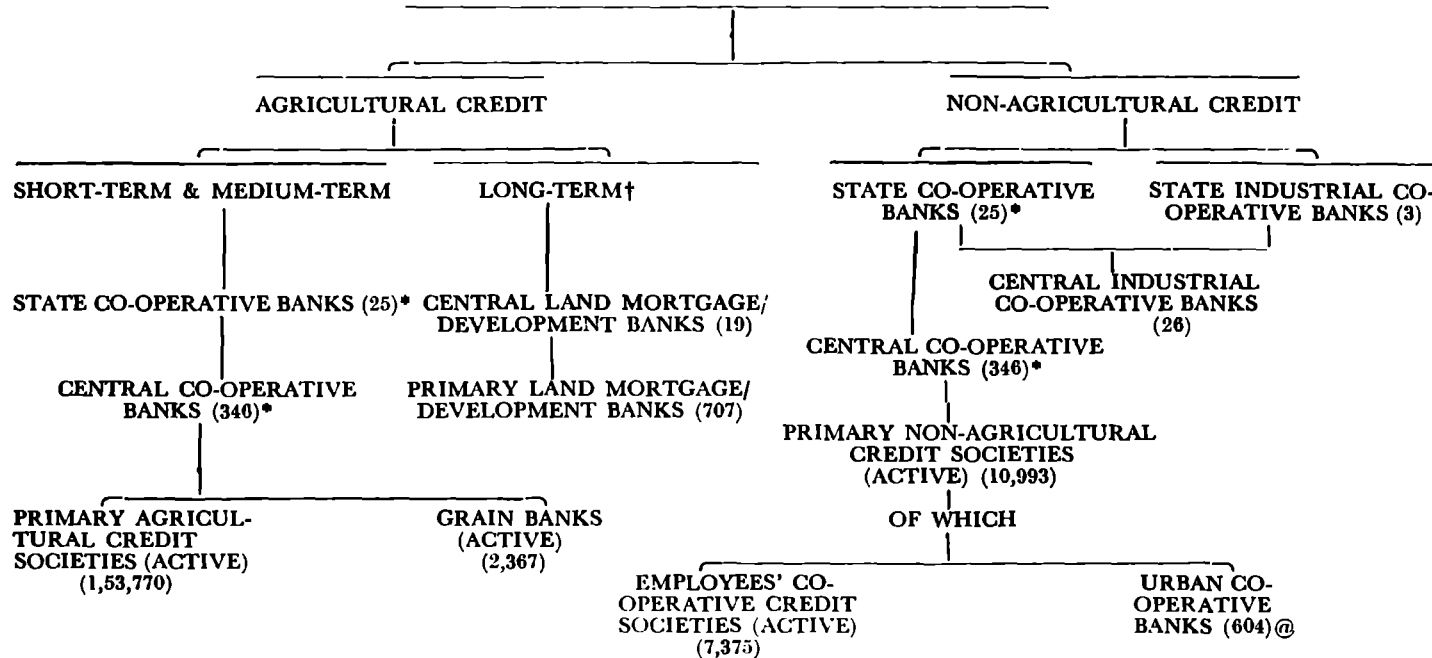 AGRICULTURAL CREDIT
NON-AGRICULTURAL CREDIT
SHORT-TERM & MEDIUM-TERM
LONG-TERM†
STATE CO-OPERATIVE
BANKS (25)*
STATE INDUSTRIAL CO-
OPERATIVE BANKS (3)
STATE CO-OPERATIVE BANKS (25)*
CENTRAL LAND MORTGAGE/
DEVELOPMENT BANKS (19)
CENTRAL INDUSTRIAL
CO-OPERATIVE BANKS
(26)
CENTRAL CO-OPERATIVE
BANKS (346)*
CENTRAL CO-OPERATIVE
BANKS (346)*
PRIMARY LAND MORTGAGE/
DEVELOPMENT BANKS (707)
PRIMARY NON-AGRICULTURAL
CREDIT SOCIETIES
(ACTIVE) (10,993)
PRIMARY AGRICUL-
TURAL CREDIT
SOCIETIES (ACTIVE)
(1,53,770)
GRAIN BANKS
(ACTIVE)
(2,367)
OF WHICH
EMPLOYEES' CO-
OPERATIVE CREDIT
SOCIETIES (ACTIVE)
(7,375)
URBAN CO-
OPERATIVE
BANKS (604)@